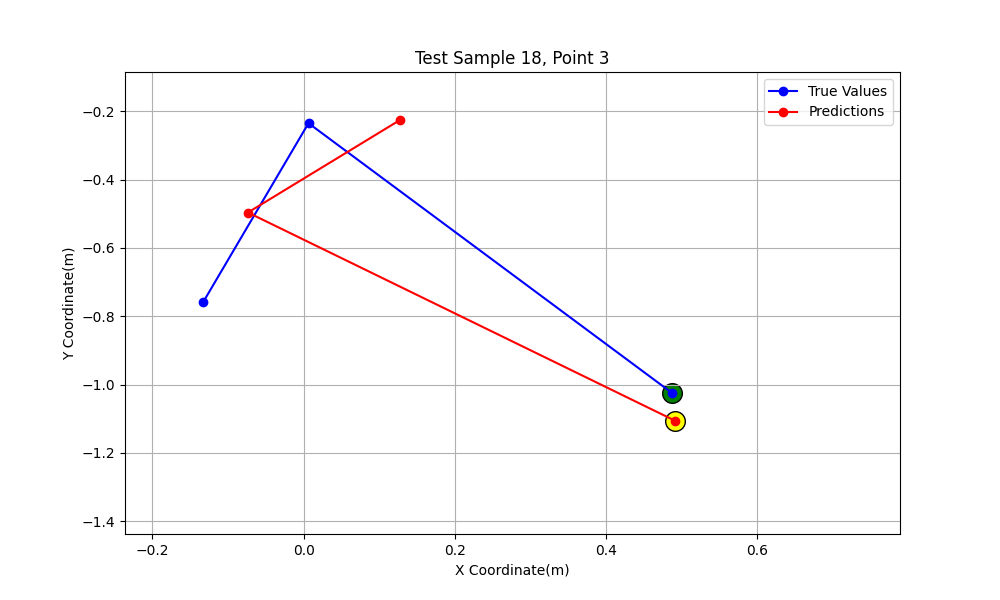 Test Sample 18, Point 3
True Values
Predictions
−0.2
−0.4
−0.6
−0.8
−1.0
−1.2
−1.4
Y Coordinate(m)
−0.2
0.0
0.2
0.4
0.6
X Coordinate(m)